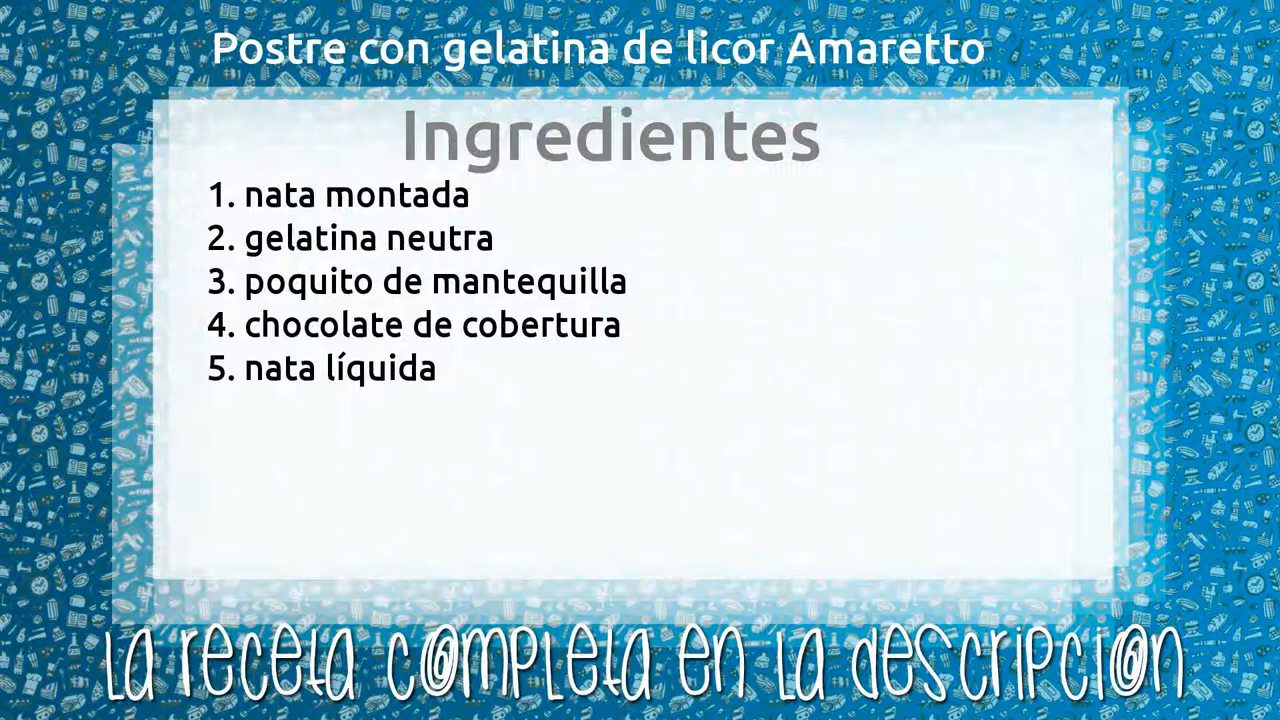 Postre con gelatina de licor Amaretto
Ingredientes
1. nata montada
2. gelatina neutra
3. poquito de mantequilla
4. chocolate de cobertura
5. nata líquida
La receta completa en la descripcion